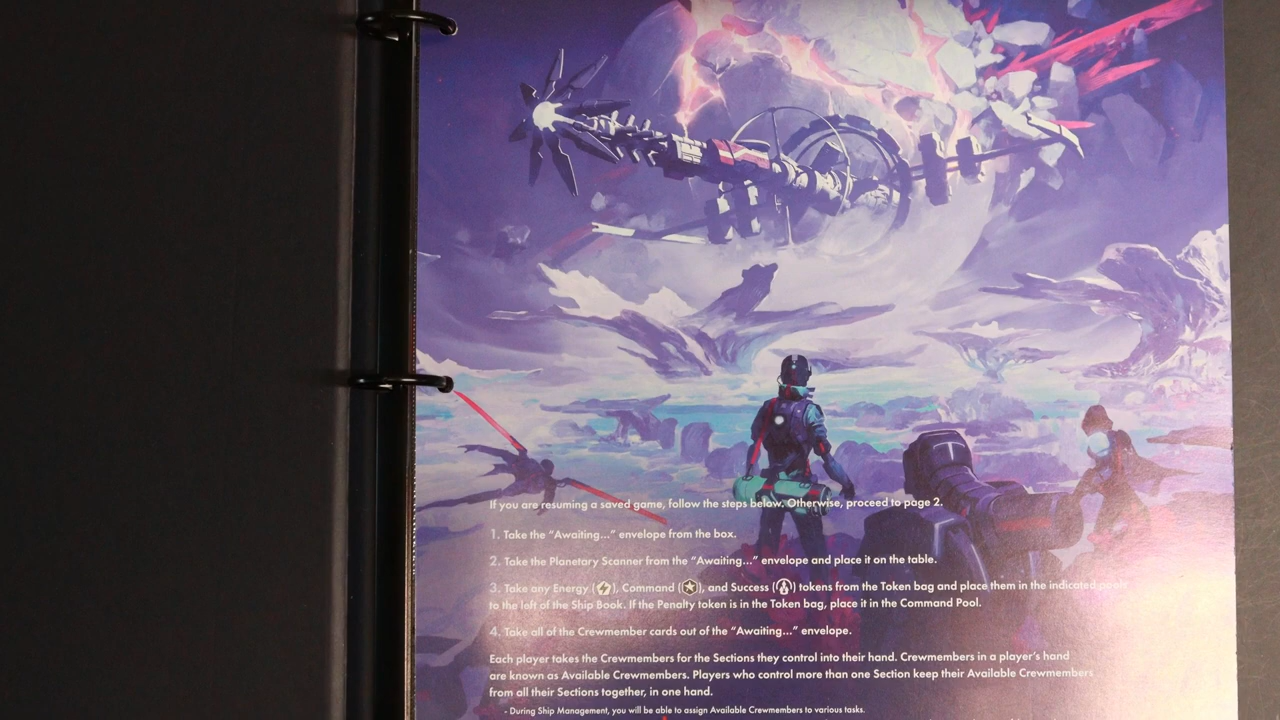 If you are resuming a saved game, follow the steps below. Otherwise, proceed to page 2.
1. Take the “Awaiting...” envelope from the box.
2. Take the Planetary Scanner from the “Awaiting...” envelope and place it on the table.
3. Take any Energy (), Command (), and Success () tokens from the Token bag and place them in the indicated pools
to the left of the Ship Book. If the Penalty token is in the Token bag, place it in the Command Pool.
4. Take all of the Crewmember cards out of the “Awaiting...” envelope.
Each player takes the Crewmembers for the Sections they control into their hand. Crewmembers in a player’s hand
are known as Available Crewmembers. Players who control more than one Section keep their Available Crewmembers
from all their Sections together, in one hand.
- During Ship Management, you will be able to assign Available Crewmembers to various tasks.